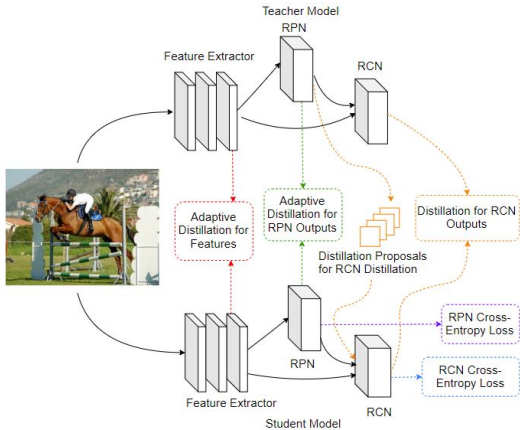 Teacher Model
RPN
Feature Extractor
RCN
Adaptive
Distillation for
Features
Adaptive
Distillation for
RPN Outputs
Distillation for RCN
Outputs
Distillation Proposals
for RCN Distillation
RPN Cross-
Entropy Loss
RPN
RCN Cross-
Entropy Loss
Feature Extractor
RCN
Student Model